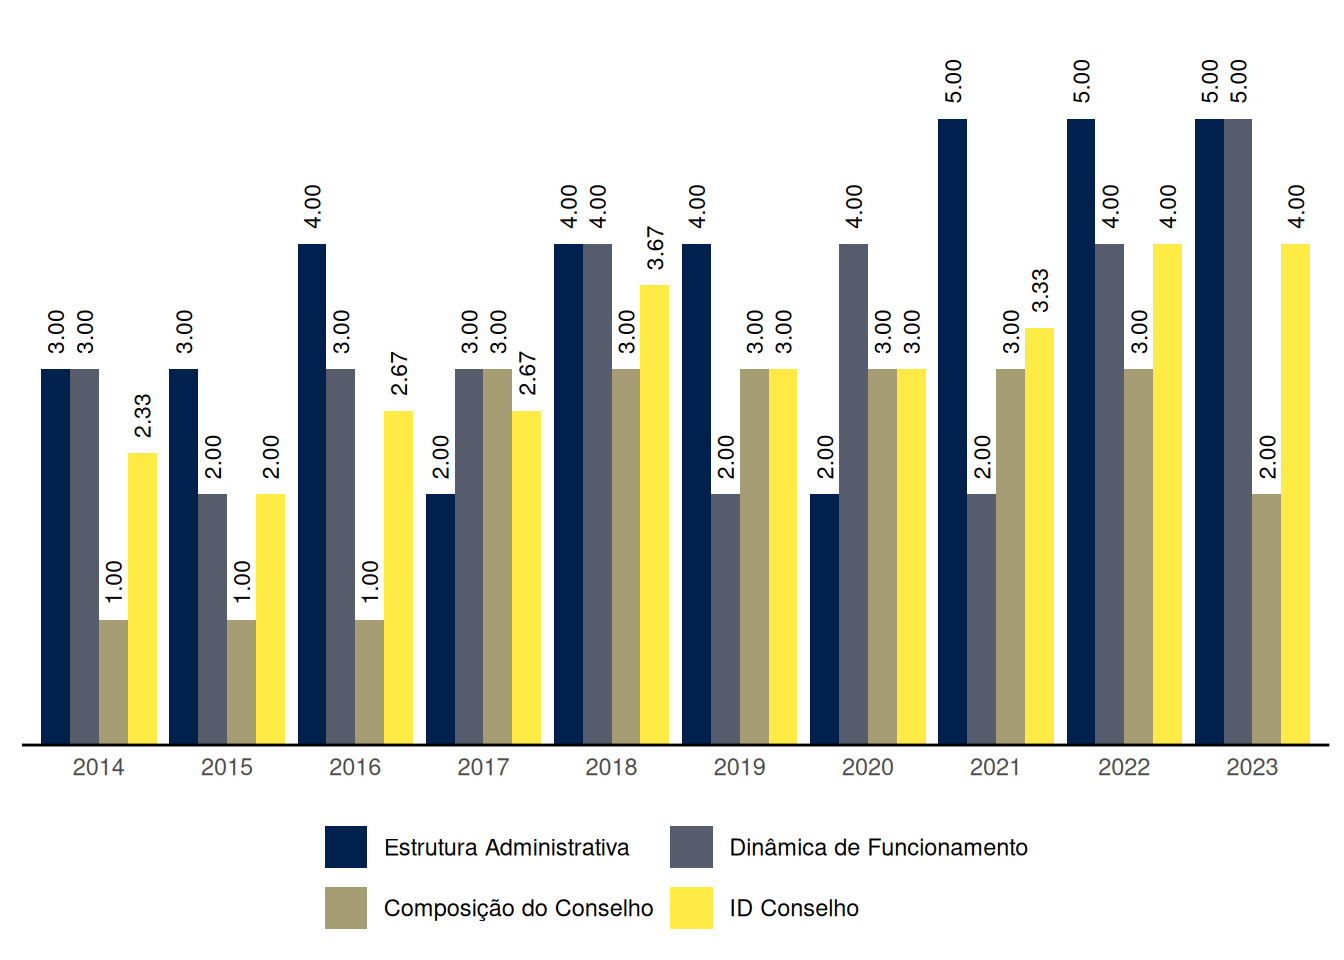 3.00 3.00 1.00 2.33 3.00 2.00 1.00 2.00 4.00 3.00 1.00 2.67 2.00 3.00 3.00 2.67 4.00 4.00 3.00 3.67 4.00 2.00 3.00 3.00 2.00 4.00 3.00 3.00 5.00 2.00 3.00 3.33 5.00 4.00 3.00 4.00 5.00 5.00 2.00 4.00
2014 2015 2016 2017 2018 2019 2020 2021 2022 2023
Estrutura Administrativa Dinâmica de Funcionamento
Composição do Conselho ID Conselho